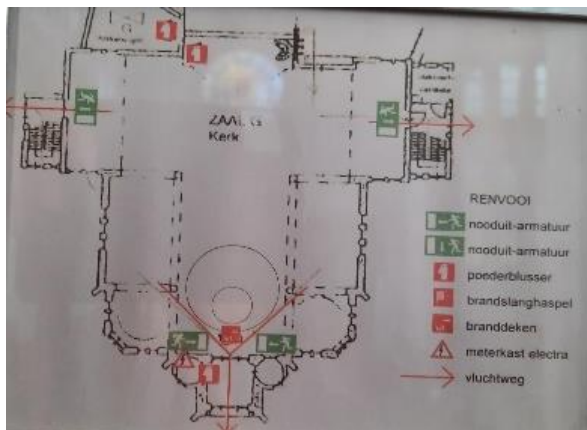 ZAAL G
Kerk
RENVOOI
nooduit-armatuur
nooduit-armatuur
poederblusser
brandslanghaspel
branddeken
meterkast electra
vluchtweg